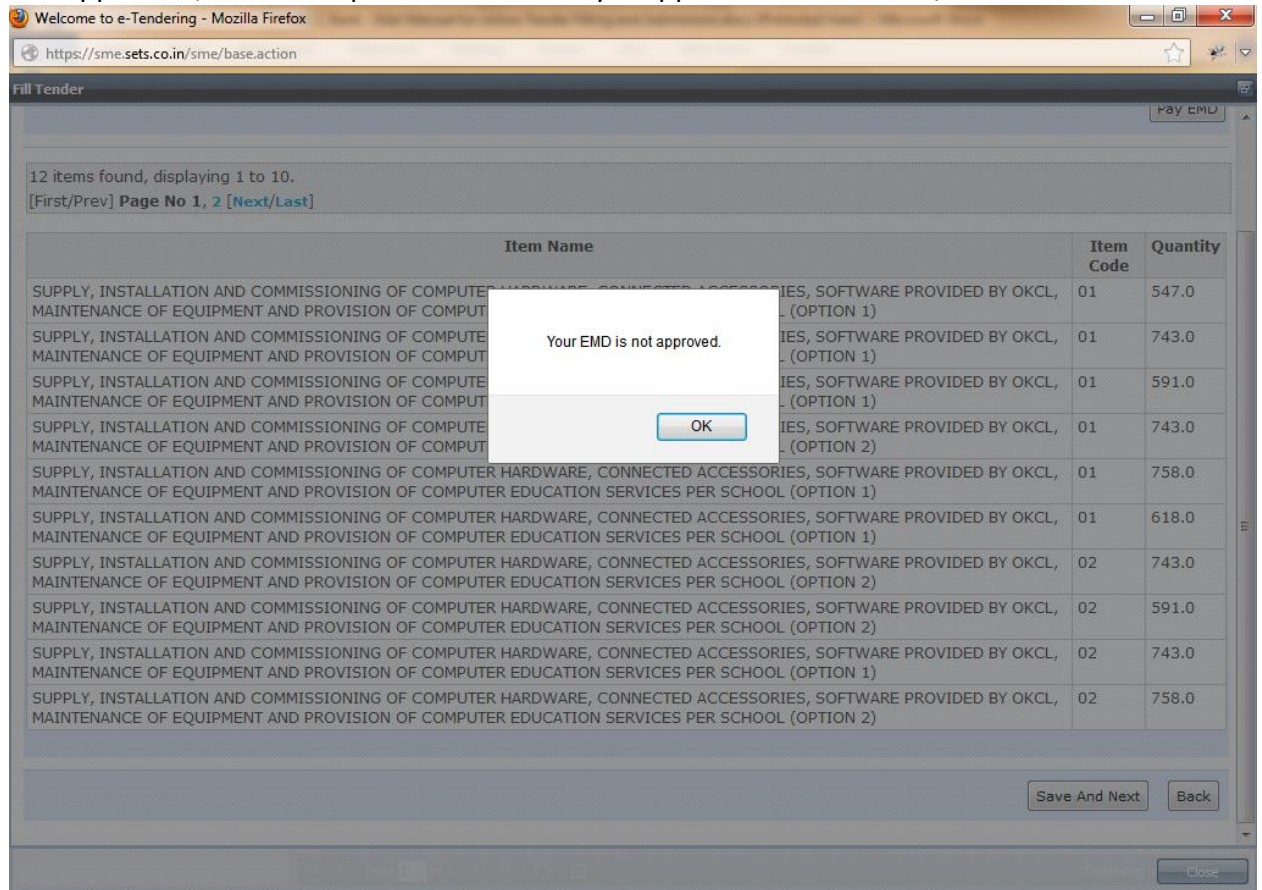 Welcome to e-Tendering - Mozilla Firefox
https://sme.sets.co.in/sme/base.action
Fill Tender
Pay EMD
12 items found, displaying 1 to 10.
[First/Prev] Page No 1, 2 [Next/Last]
Item Name Item Code Quantity
SUPPLY, INSTALLATION AND COMMISSIONING OF COMPUTER HARDWARE, CONNECTED ACCESSORIES, SOFTWARE PROVIDED BY OKCL, 01 547.0
MAINTENANCE OF EQUIPMENT AND PROVISION OF COMPUT (OPTION 1)
SUPPLY, INSTALLATION AND COMMISSIONING OF COMPUTE IES, SOFTWARE PROVIDED BY OKCL, 01 743.0
MAINTENANCE OF EQUIPMENT AND PROVISION OF COMPUT (OPTION 1)
SUPPLY, INSTALLATION AND COMMISSIONING OF COMPUTE IES, SOFTWARE PROVIDED BY OKCL, 01 591.0
MAINTENANCE OF EQUIPMENT AND PROVISION OF COMPUT (OPTION 1)
SUPPLY, INSTALLATION AND COMMISSIONING OF COMPUTE IES, SOFTWARE PROVIDED BY OKCL, 01 743.0
MAINTENANCE OF EQUIPMENT AND PROVISION OF COMPUT (OPTION 2)
Your EMD is not approved.
OK
SUPPLY, INSTALLATION AND COMMISSIONING OF COMPUTER HARDWARE, CONNECTED ACCESSORIES, SOFTWARE PROVIDED BY OKCL, 01 758.0
MAINTENANCE OF EQUIPMENT AND PROVISION OF COMPUTER EDUCATION SERVICES PER SCHOOL (OPTION 1)
SUPPLY, INSTALLATION AND COMMISSIONING OF COMPUTER HARDWARE, CONNECTED ACCESSORIES, SOFTWARE PROVIDED BY OKCL, 01 618.0
MAINTENANCE OF EQUIPMENT AND PROVISION OF COMPUTER EDUCATION SERVICES PER SCHOOL (OPTION 1)
SUPPLY, INSTALLATION AND COMMISSIONING OF COMPUTER HARDWARE, CONNECTED ACCESSORIES, SOFTWARE PROVIDED BY OKCL, 02 743.0
MAINTENANCE OF EQUIPMENT AND PROVISION OF COMPUTER EDUCATION SERVICES PER SCHOOL (OPTION 2)
SUPPLY, INSTALLATION AND COMMISSIONING OF COMPUTER HARDWARE, CONNECTED ACCESSORIES, SOFTWARE PROVIDED BY OKCL, 02 591.0
MAINTENANCE OF EQUIPMENT AND PROVISION OF COMPUTER EDUCATION SERVICES PER SCHOOL (OPTION 2)
SUPPLY, INSTALLATION AND COMMISSIONING OF COMPUTER HARDWARE, CONNECTED ACCESSORIES, SOFTWARE PROVIDED BY OKCL, 02 743.0
MAINTENANCE OF EQUIPMENT AND PROVISION OF COMPUTER EDUCATION SERVICES PER SCHOOL (OPTION 1)
SUPPLY, INSTALLATION AND COMMISSIONING OF COMPUTER HARDWARE, CONNECTED ACCESSORIES, SOFTWARE PROVIDED BY OKCL, 02 758.0
MAINTENANCE OF EQUIPMENT AND PROVISION OF COMPUTER EDUCATION SERVICES PER SCHOOL (OPTION 2)
Save And Next Back
Close